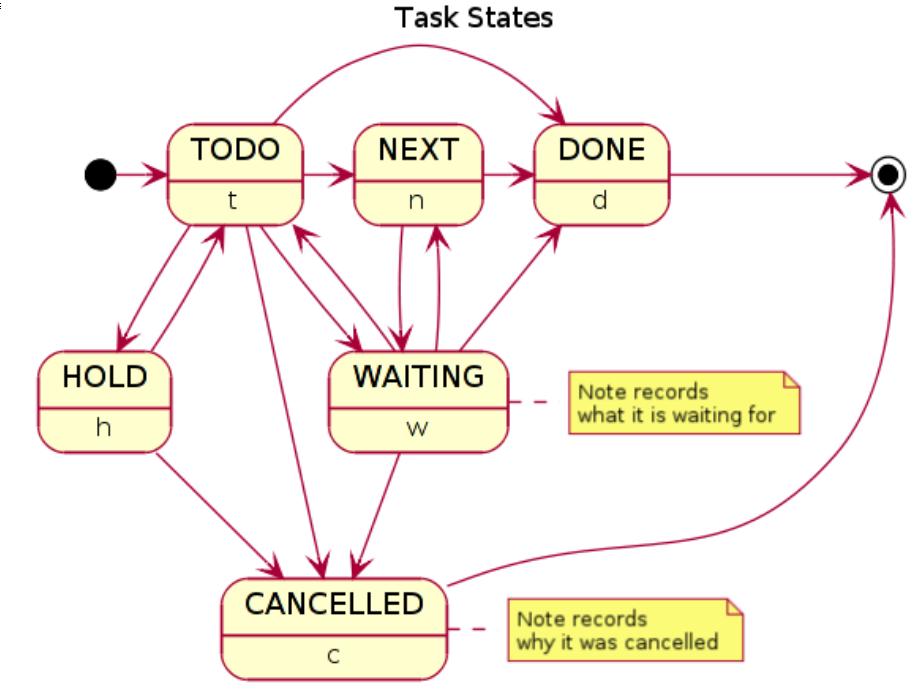 Task States
TODO
t
NEXT
n
DONE
d
HOLD
h
WAITING
w
Note records
what it is waiting for
CANCELLED
c
Note records
why it was cancelled